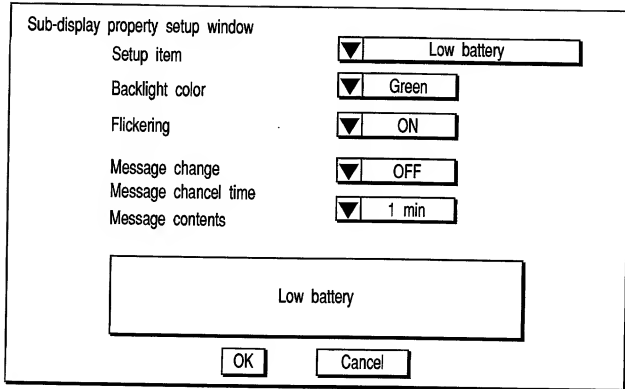 Sub-display property setup window
Setup item Low battery
Backlight color Green
Flickering ON
Message change OFF
Message chancel time
Message contents 1 min
Low battery
OK Cancel